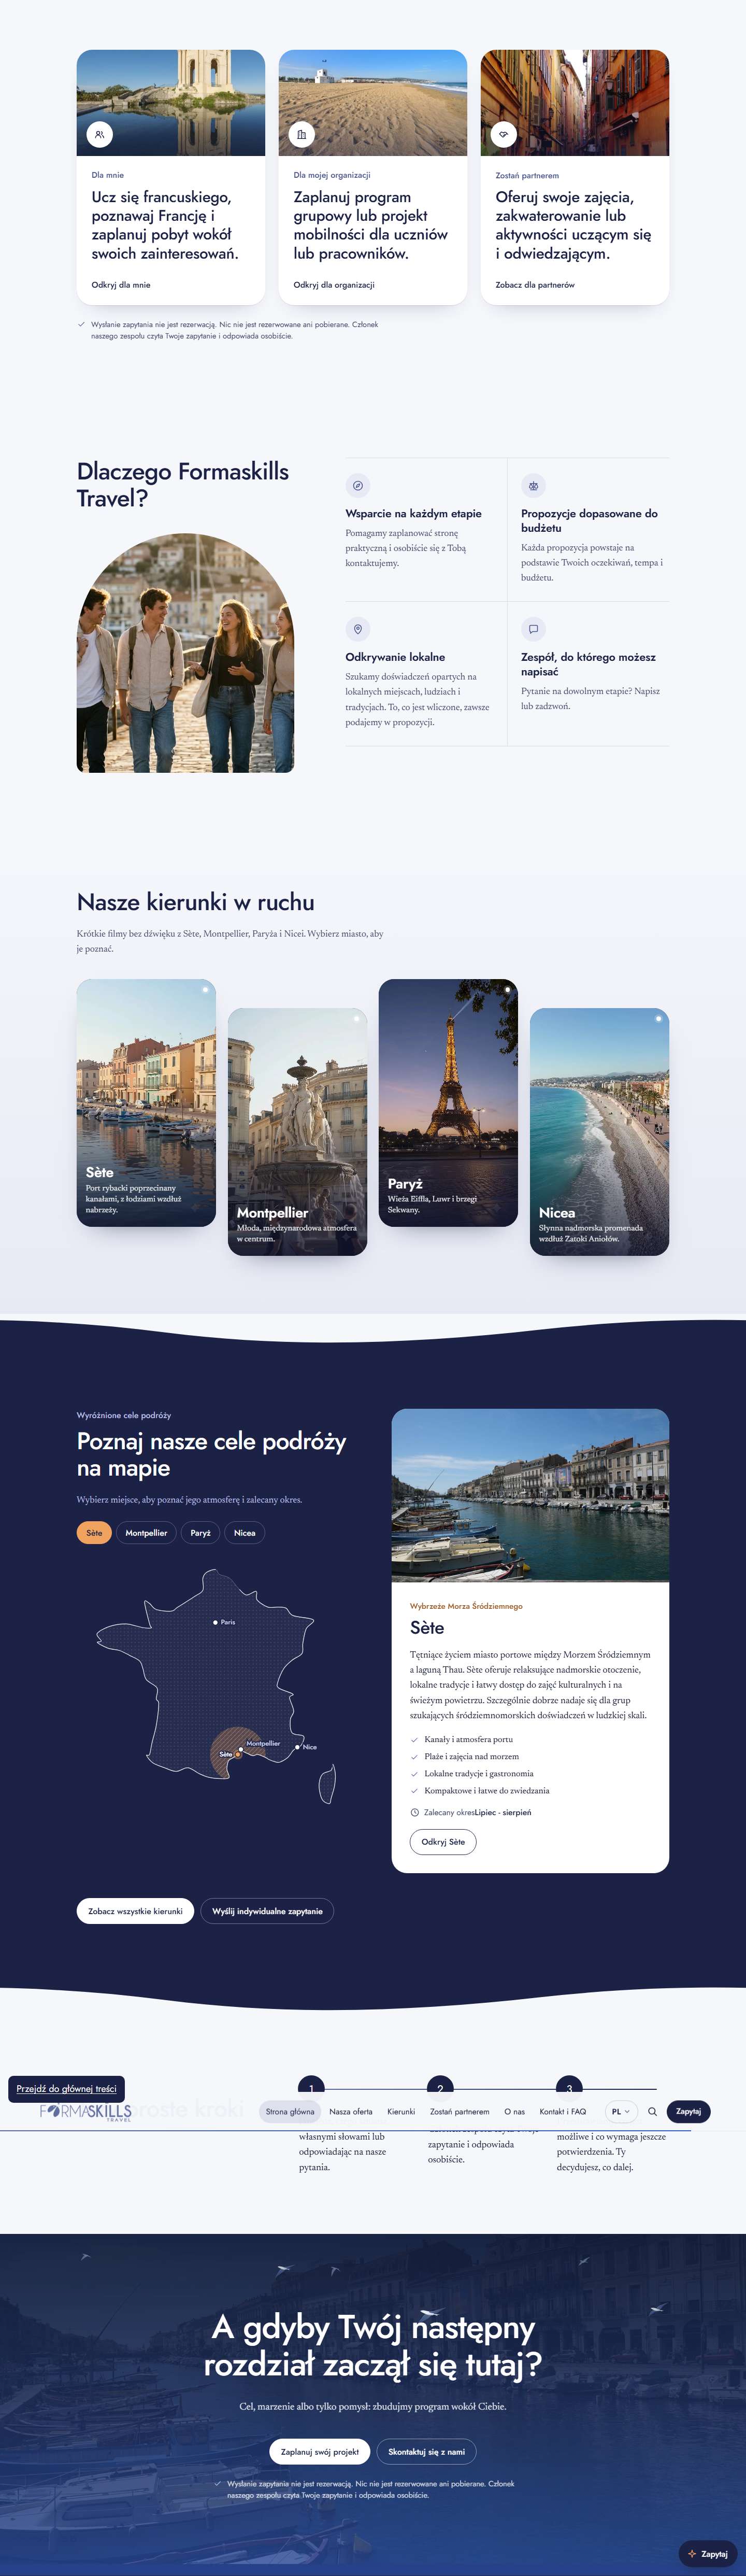 Dla mnie
Ucz się francuskiego,
poznawaj Francję i
zaplanuj pobyt wokół
swoich zainteresowań.
Odkryj dla mnie
Dla mojej organizacji
Zaplanuj program
grupowy lub projekt
mobilności dla uczniów
lub pracowników.
Odkryj dla organizacji
Zostań partnerem
Oferuj swoje zajęcia,
zakwaterowanie lub
aktywności uczącym się
i odwiedzającym.
Zobacz dla partnerów
Wysłanie zapytania nie jest rezerwacją. Nic nie jest rezerwowane ani pobierane. Członek
naszego zespołu czyta Twoje zapytanie i odpowiada osobiście.
Dlaczego Formaskills
Travel?
Wsparcie na każdym etapie
Pomagamy zaplanować stronę
praktyczną i osobiście się z Tobą
kontaktujemy.
Propozycje dopasowane do
budżetu
Każda propozycja powstaje na
podstawie Twoich oczekiwań, tempa i
budżetu.
Odkrywanie lokalne
Szukamy doświadczeń opartych na
lokalnych miejscach, ludziach i
tradycjach. To, co jest wliczone, zawsze
podajemy w propozycji.
Zespół, do którego możesz
napisać
Pytanie na dowolnym etapie? Napisz
lub zadzwoń.
Nasze kierunki w ruchu
Krótkie filmy bez dźwięku z Sète, Montpellier, Paryża i Nicei. Wybierz miasto, aby
je poznać.
Sète
Port rybacki poprzecinany
kanałami, z łodziami wzdłuż
nabrzeży.
Montpellier
Młoda, międzynarodowa atmosfera
w centrum.
Paryż
Wieża Eiffla, Luwr i brzegi
Sekwany.
Nicea
Słynna nadmorska promenada
wzdłuż Zatoki Aniołów.
Wyróżnione cele podróży
Poznaj nasze cele podróży
na mapie
Wybierz miejsce, aby poznać jego atmosferę i zalecany okres.
Sète
Montpellier
Paryż
Nicea
Paris
Montpellier
Sète
Nice
Wybrzeże Morza Śródziemnego
Sète
Tętniące życiem miasto portowe między Morzem Śródziemnym
a laguną Thau. Sète oferuje relaksujące nadmorskie otoczenie,
lokalne tradycje i łatwy dostęp do zajęć kulturalnych i na
świeżym powietrzu. Szczególnie dobrze nadaje się dla grup
szukających śródziemnomorskich doświadczeń w ludzkiej skali.
Kanały i atmosfera portu
Plaże i zajęcia nad morzem
Lokalne tradycje i gastronomia
Kompaktowe i łatwe do zwiedzania
Zalecany okresLipiec - sierpień
Odkryj Sète
Zobacz wszystkie kierunki
Wyślij indywidualne zapytanie
Przejdź do głównej treści
FORMASKILLS
TRAVEL
proste kroki
1
2
3
Strona główna
Nasza oferta
Kierunki
Zostań partnerem
O nas
Kontakt i FAQ
PL
Zapytaj
własnymi słowami lub
odpowiadając na nasze
pytania.
zapytanie i odpowiada
osobiście.
możliwe i co wymaga jeszcze
potwierdzenia. Ty
decydujesz, co dalej.
A gdyby Twój następny
rozdział zaczął się tutaj?
Cel, marzenie albo tylko pomysł: zbudujmy program wokół Ciebie.
Zaplanuj swój projekt
Skontaktuj się z nami
Wysłanie zapytania nie jest rezerwacją. Nic nie jest rezerwowane ani pobierane. Członek
naszego zespołu czyta Twoje zapytanie i odpowiada osobiście.
Zapytaj